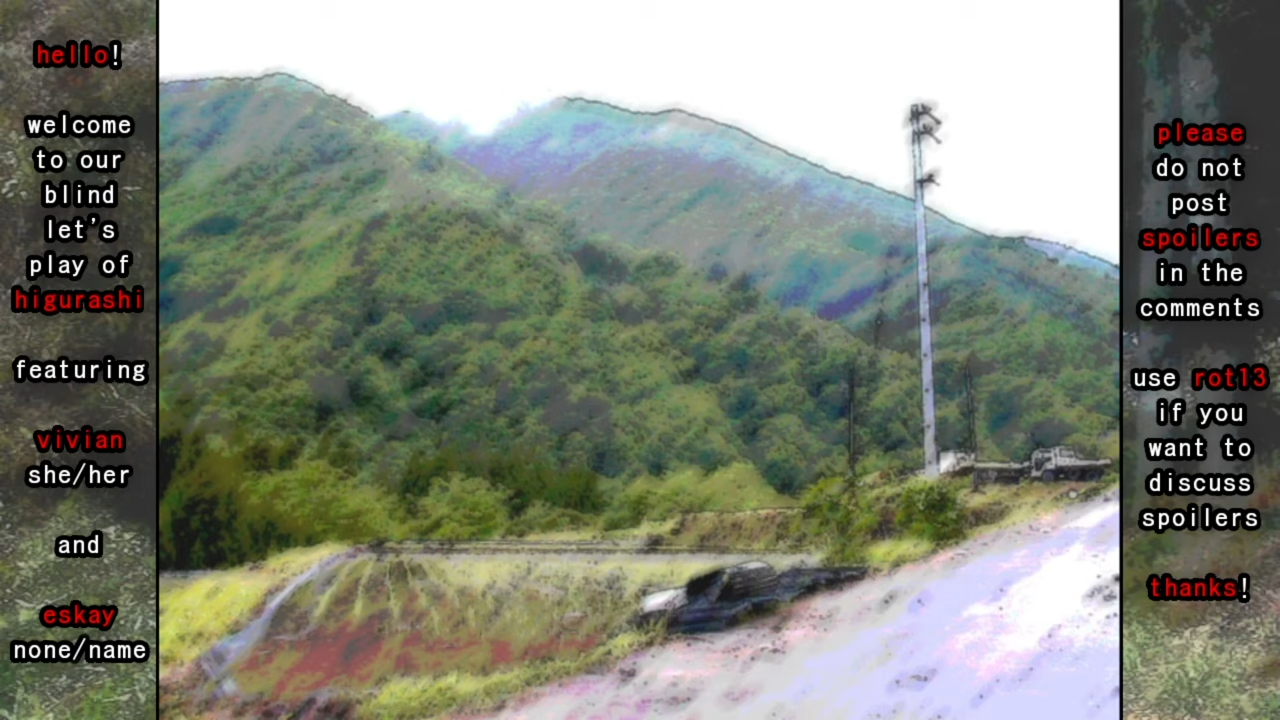 hello!
welcome
to our
blind
let's
play of
higurashi
featuring
vivian
she/her
and
eskay
none/name
please
do not
post
spoilers
in the
comments
use rot13
if you
want to
discuss
spoilers
thanks!